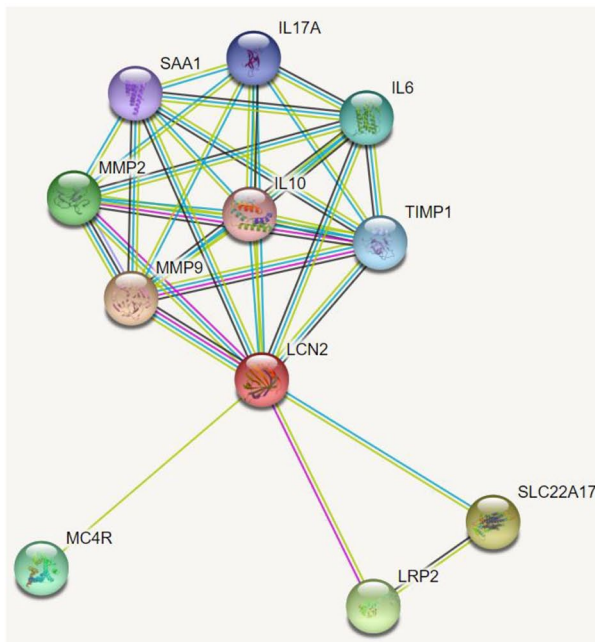 IL17A
SAA1
IL6
MMP2
IL10
TIMP1
MMP9
LCN2
SLC22A17
MC4R
LRP2